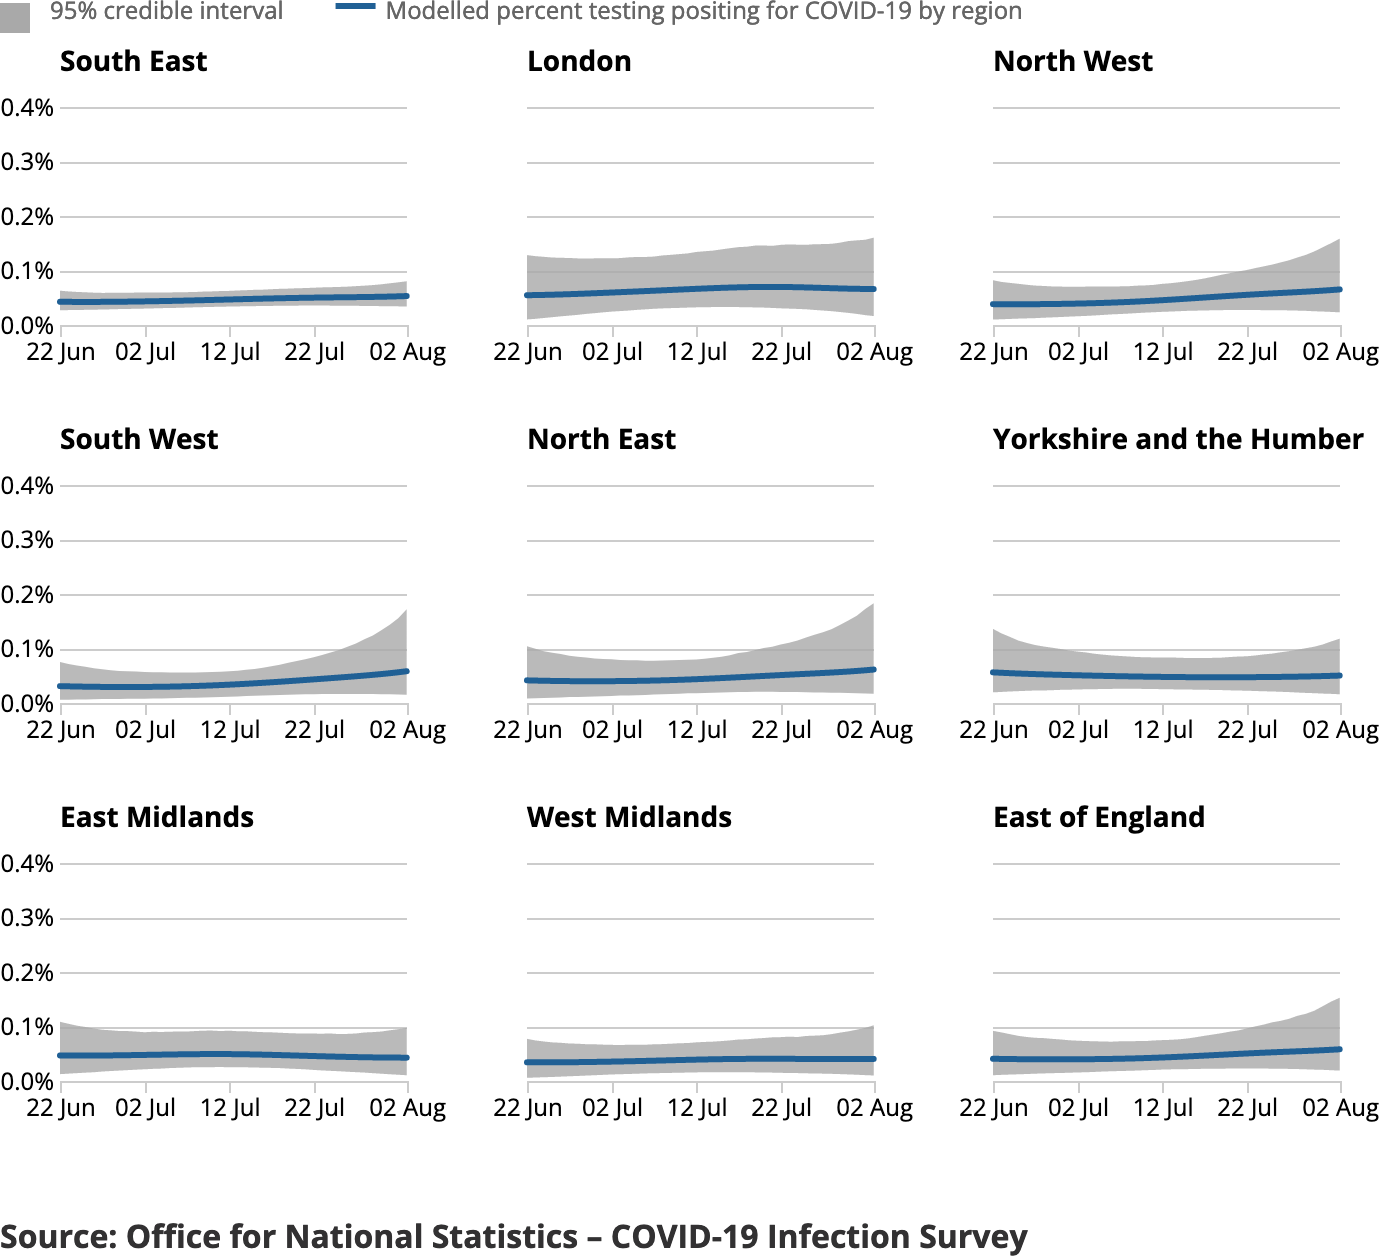 95% credible interval Modelled percent testing positing for COVID-19 by region
South East London North West
0.4%
0.3%
0.2%
0.1%
0.0%
22 Jun 02 Jul 12 Jul 22 Jul 02 Aug 22 Jun 02 Jul 12 Jul 22 Jul 02 Aug 22 Jun 02 Jul 12 Jul 22 Jul 02 Aug
South West North East Yorkshire and the Humber
0.4%
0.3%
0.2%
0.1%
0.0%
22 Jun 02 Jul 12 Jul 22 Jul 02 Aug 22 Jun 02 Jul 12 Jul 22 Jul 02 Aug 22 Jun 02 Jul 12 Jul 22 Jul 02 Aug
East Midlands West Midlands East of England
0.4%
0.3%
0.2%
0.1%
0.0%
22 Jun 02 Jul 12 Jul 22 Jul 02 Aug 22 Jun 02 Jul 12 Jul 22 Jul 02 Aug 22 Jun 02 Jul 12 Jul 22 Jul 02 Aug
Source: Office for National Statistics – COVID-19 Infection Survey